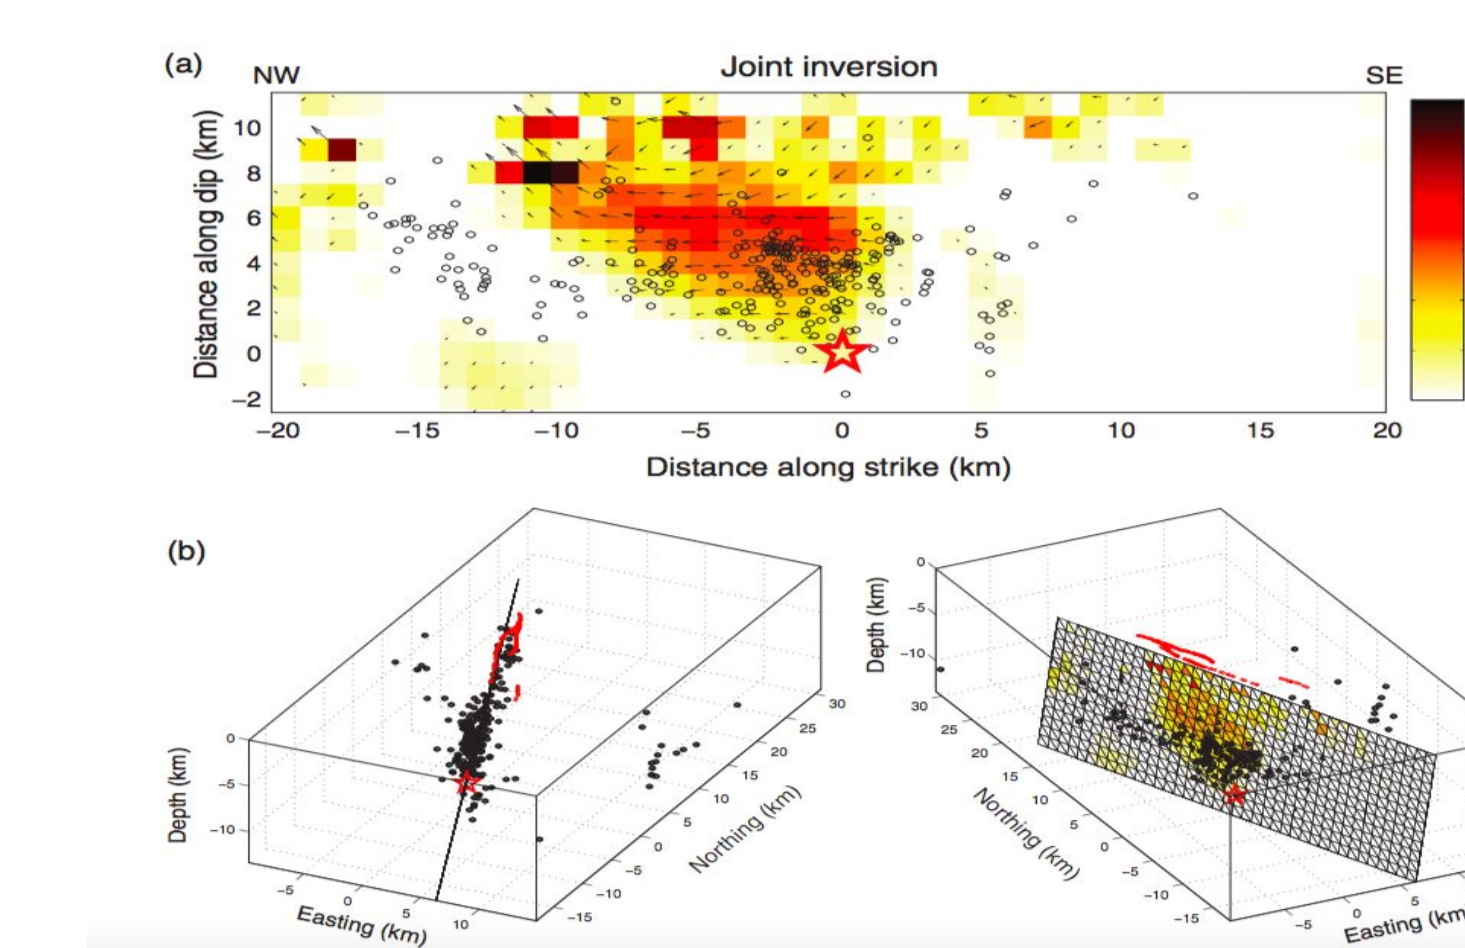 (a)
NW
Joint inversion
SE
Distance along dip (km)
10
8
6
4
2
0
−2
−20 −15 −10 −5 0 5 10 15 20
Distance along strike (km)
(b)
Depth (km)
0
−5
−10
−5 0 5 10
Easting (km)
30
25
20
15
10
5
0
−5
−10
−15
Northing (km)
Depth (km)
0
−5
−10
30
25
20
15
10
5
0
−5
−10
−15
Northing (km)
−5 0 5
Easting (km